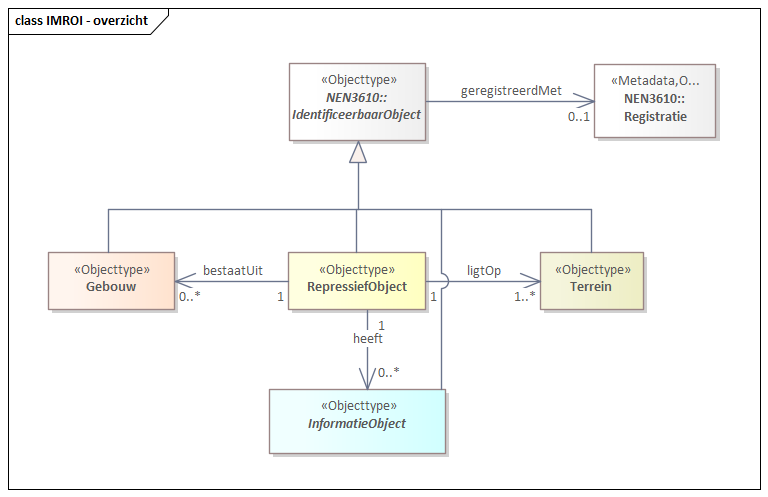 class IMROI - overzicht
«Objecttype»
NEN3610::
IdentificeerbaarObject
geregistreerdMet
0..1
«Metadata,O...
NEN3610::
Registratie
«Objecttype»
Gebouw
bestaatUit
0..*
1
«Objecttype»
RepressiefObject
ligtOp
1
1..*
«Objecttype»
Terrein
1
heeft
0..*
«Objecttype»
InformatieObject